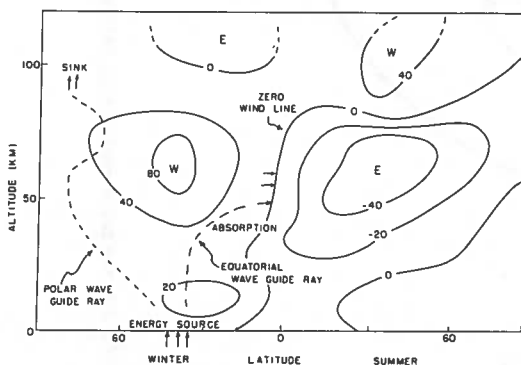 E
W
0
40
100
SINK
ZERO
WIND LINE
0
W
80
E
50
40
-40
ABSORPTION
-20
POLAR WAVE
GUIDE RAY
20
EQUATORIAL
WAVE GUIDE RAY
0
ENERGY SOURCE
0
90
60
0
60
WINTER
LATITUDE
SUMMER
ALTITUDE (KM)